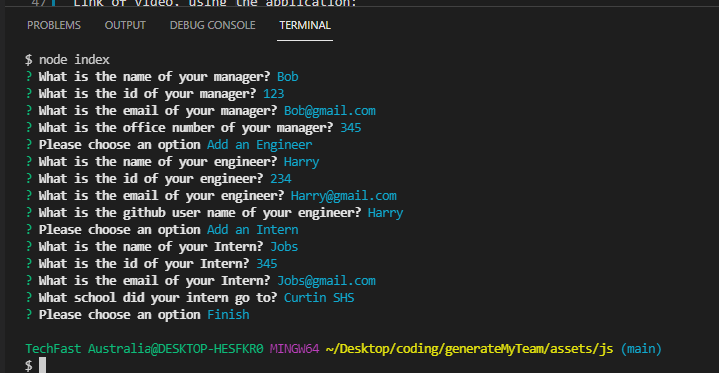 47 Link of video, using the application:
PROBLEMS OUTPUT DEBUG CONSOLE TERMINAL
$ node index
? What is the name of your manager? Bob
? What is the id of your manager? 123
? What is the email of your manager? Bob@gmail.com
? What is the office number of your manager? 345
? Please choose an option Add an Engineer
? What is the name of your engineer? Harry
? What is the id of your engineer? 234
? What is the email of your engineer? Harry@gmail.com
? What is the github user name of your engineer? Harry
? Please choose an option Add an Intern
? What is the name of your Intern? Jobs
? What is the id of your Intern? 345
? What is the email of your Intern? Jobs@gmail.com
? What school did your intern go to? Curtin SHS
? Please choose an option Finish
TechFast Australia@DESKTOP-HESFKR0 MINGW64 ~/Desktop/coding/generateMyTeam/assets/js (main)
$